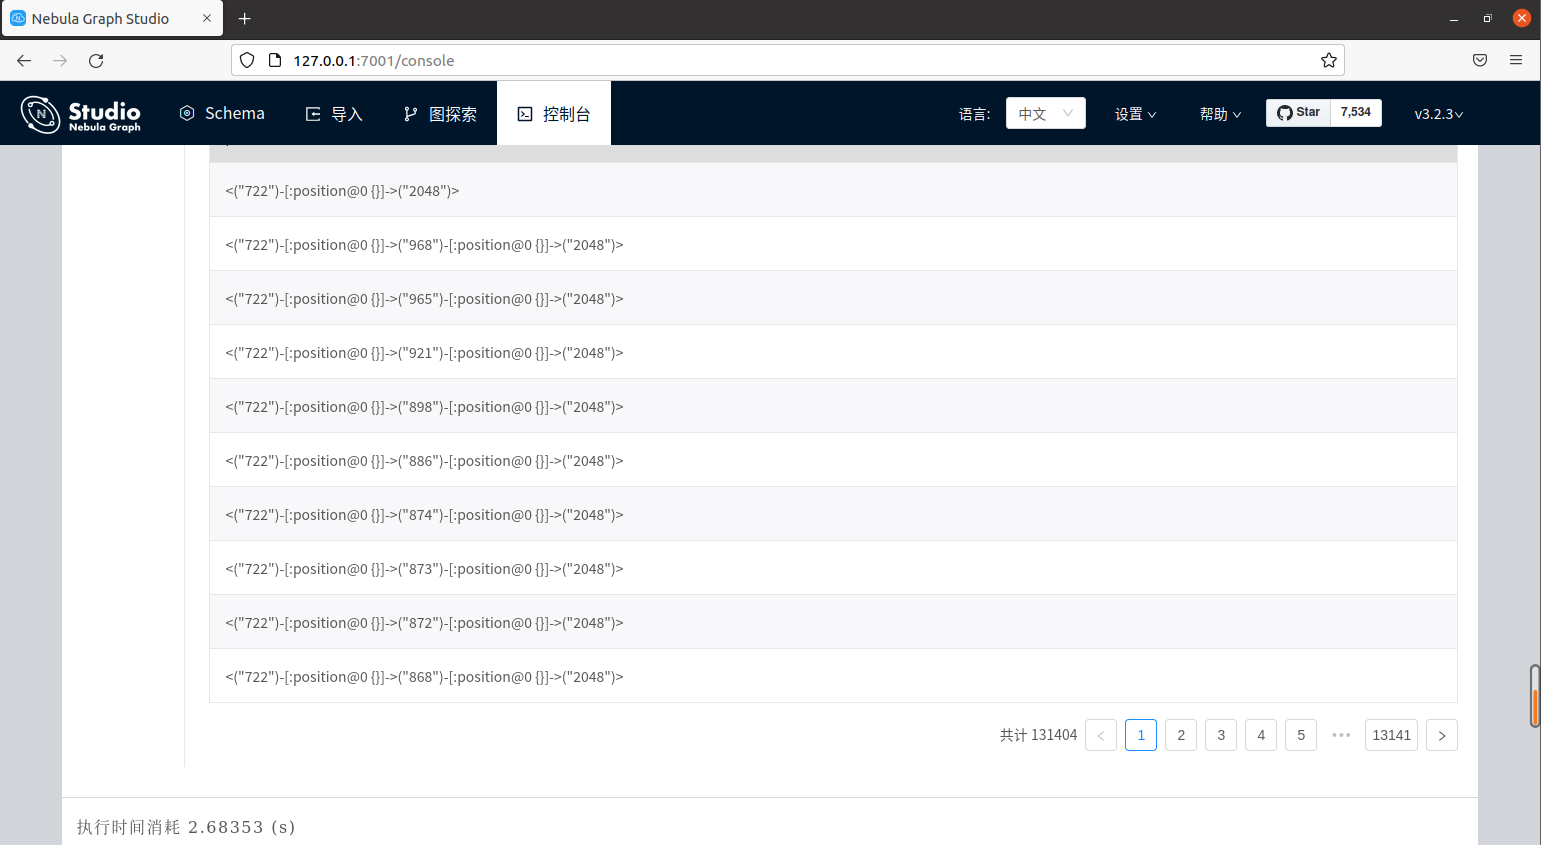 Nebula Graph Studio
127.0.0.1:7001/console
Studio
Nebula Graph
Schema
导入
图探索
控制台
语言:
中文
设置
帮助
Star
7,534
v3.2.3
<("722")-[:position@0 {}]->("2048")>
<("722")-[:position@0 {}]->("968")-[:position@0 {}]->("2048")>
<("722")-[:position@0 {}]->("965")-[:position@0 {}]->("2048")>
<("722")-[:position@0 {}]->("921")-[:position@0 {}]->("2048")>
<("722")-[:position@0 {}]->("898")-[:position@0 {}]->("2048")>
<("722")-[:position@0 {}]->("886")-[:position@0 {}]->("2048")>
<("722")-[:position@0 {}]->("874")-[:position@0 {}]->("2048")>
<("722")-[:position@0 {}]->("873")-[:position@0 {}]->("2048")>
<("722")-[:position@0 {}]->("872")-[:position@0 {}]->("2048")>
<("722")-[:position@0 {}]->("868")-[:position@0 {}]->("2048")>
共计 131404 < 1 2 3 4 5 ••• 13141 >
执行时间消耗 2.68353 (s)